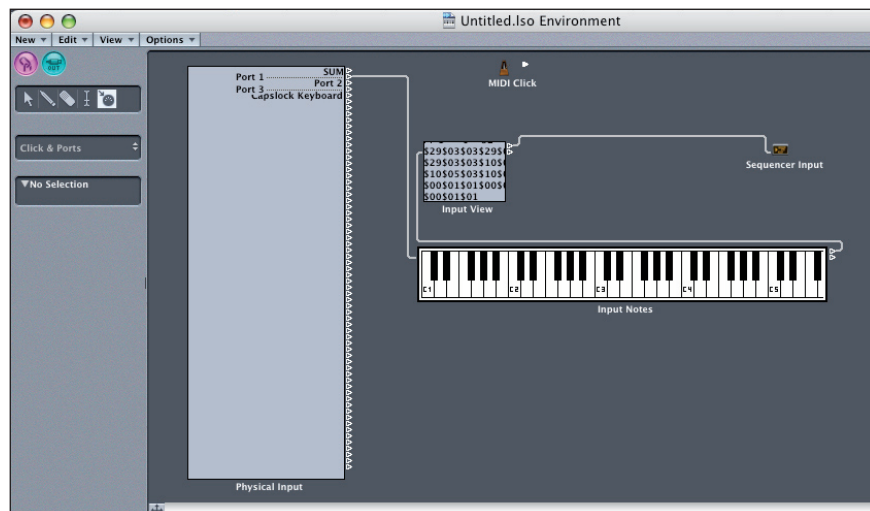 Untitled.lso Environment
New Edit View Options
OUT
Click & Ports
▼No Selection
SUM
Port 1
Port 2
Port 3
Capslock Keyboard
Physical Input
MIDI Click
$29$03$03$29$
$29$03$03$10$
$10$05$03$10$
$00$01$01$00$
$00$01$01
Input View
Sequencer Input
C1 C2 C3 C4 C5
Input Notes